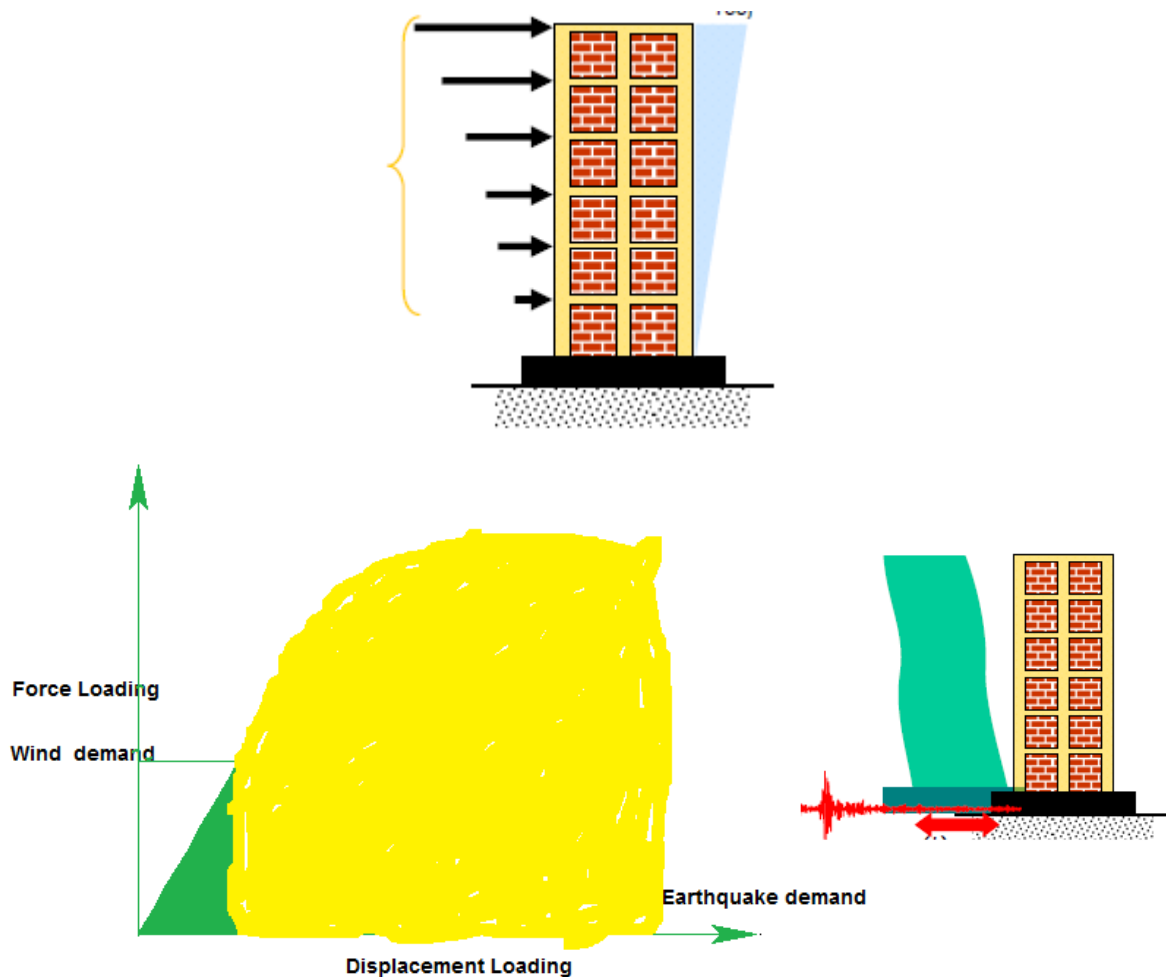 Force Loading
Wind demand
Earthquake demand
Displacement Loading